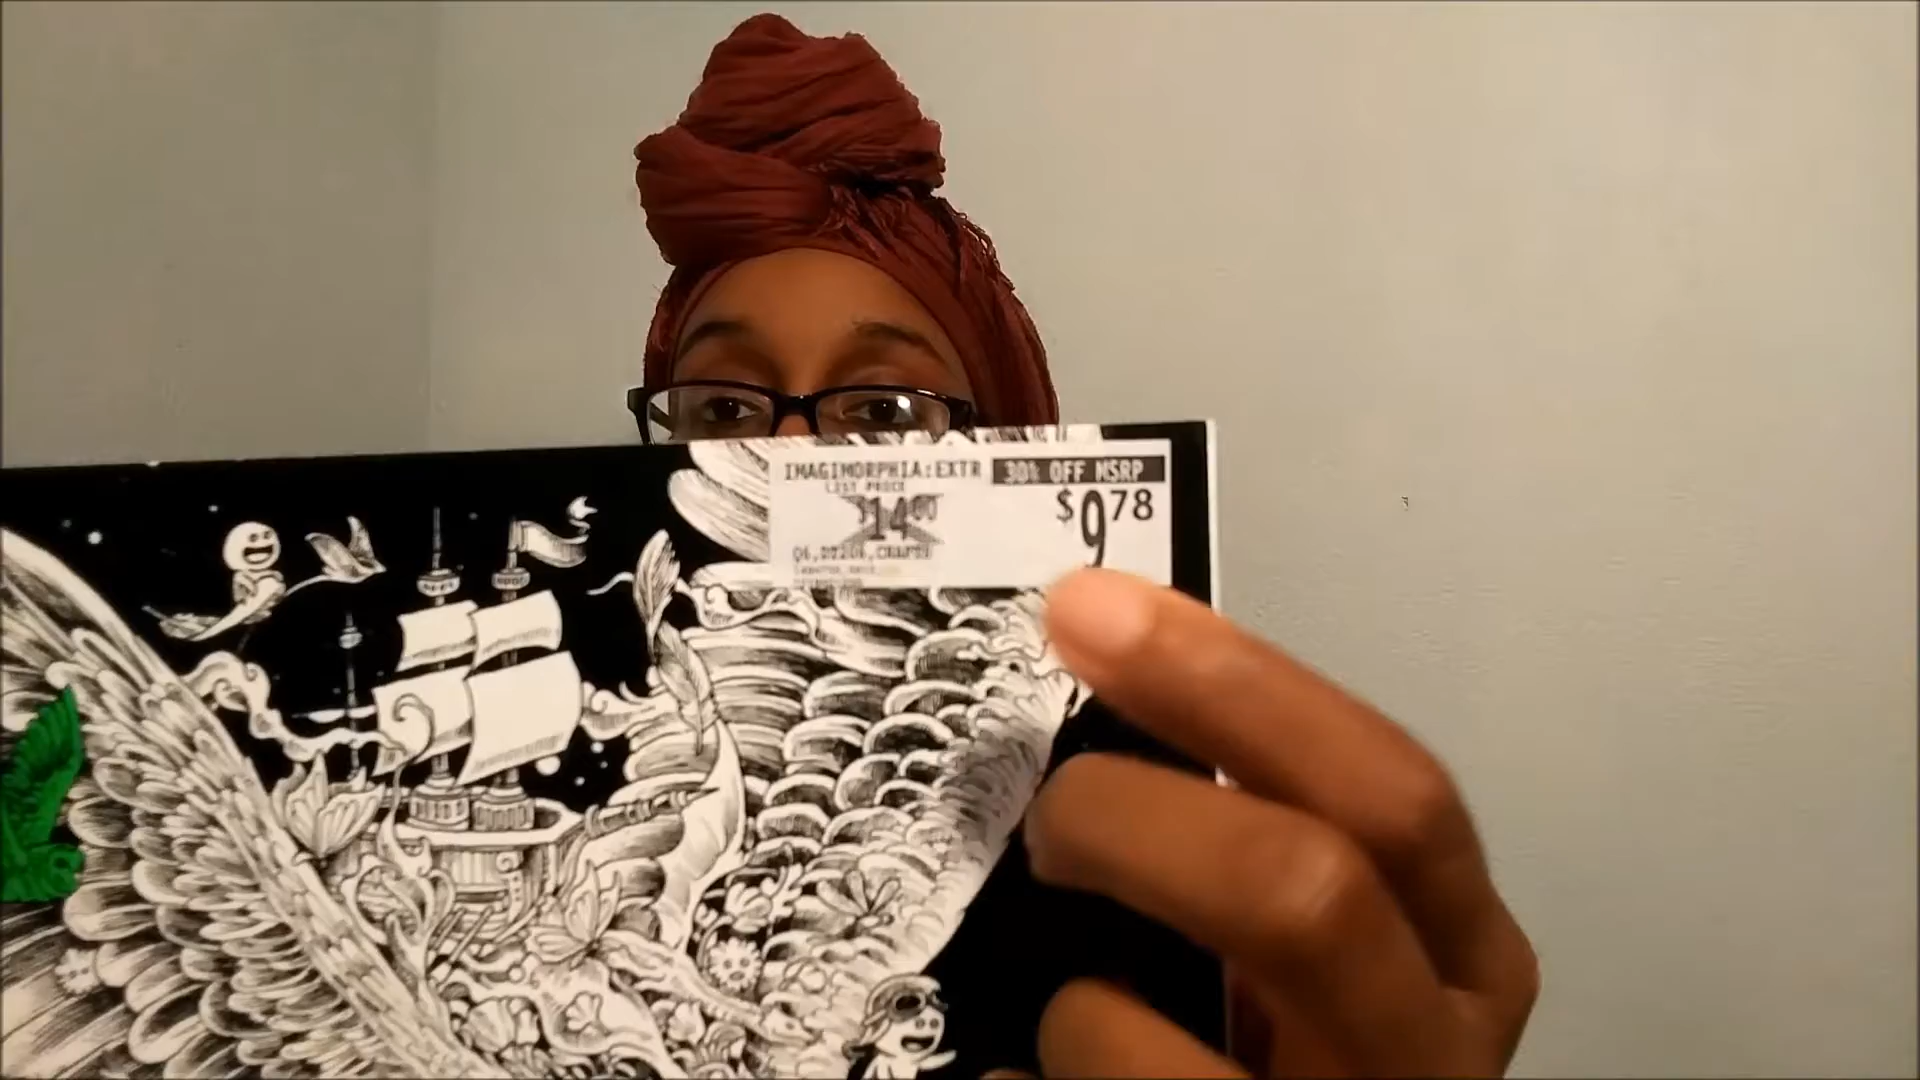 IMAGIMORPHIA:EXTR
30% OFF MSRP
LIST PRICE
$14.00
$9.78